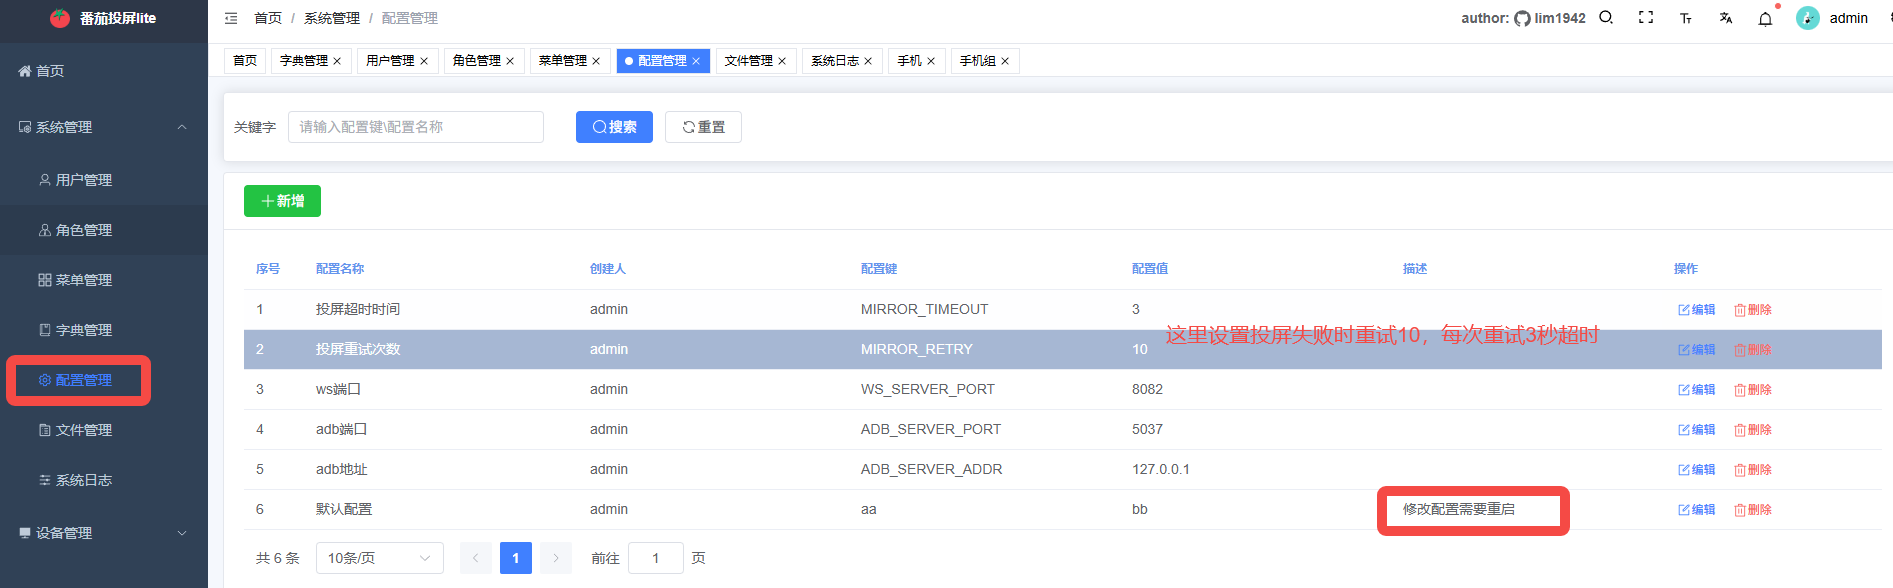 番茄投屏lite
首页 / 系统管理 / 配置管理
author: lim1942
admin
首页
字典管理
用户管理
角色管理
菜单管理
配置管理
文件管理
系统日志
手机
手机组
首页
系统管理
用户管理
角色管理
菜单管理
字典管理
配置管理
文件管理
系统日志
设备管理
关键字 请输入配置键\配置名称 搜索 重置
新增
序号 配置名称 创建人 配置键 配置值 描述 操作
1 投屏超时时间 admin MIRROR_TIMEOUT 3 编辑 删除
这里设置投屏失败时重试10，每次重试3秒超时
2 投屏重试次数 admin MIRROR_RETRY 10 编辑 删除
3 ws端口 admin WS_SERVER_PORT 8082 编辑 删除
4 adb端口 admin ADB_SERVER_PORT 5037 编辑 删除
5 adb地址 admin ADB_SERVER_ADDR 127.0.0.1 编辑 删除
6 默认配置 admin aa bb 修改配置需要重启 编辑 删除
共 6 条 10条/页 1 前往 1 页